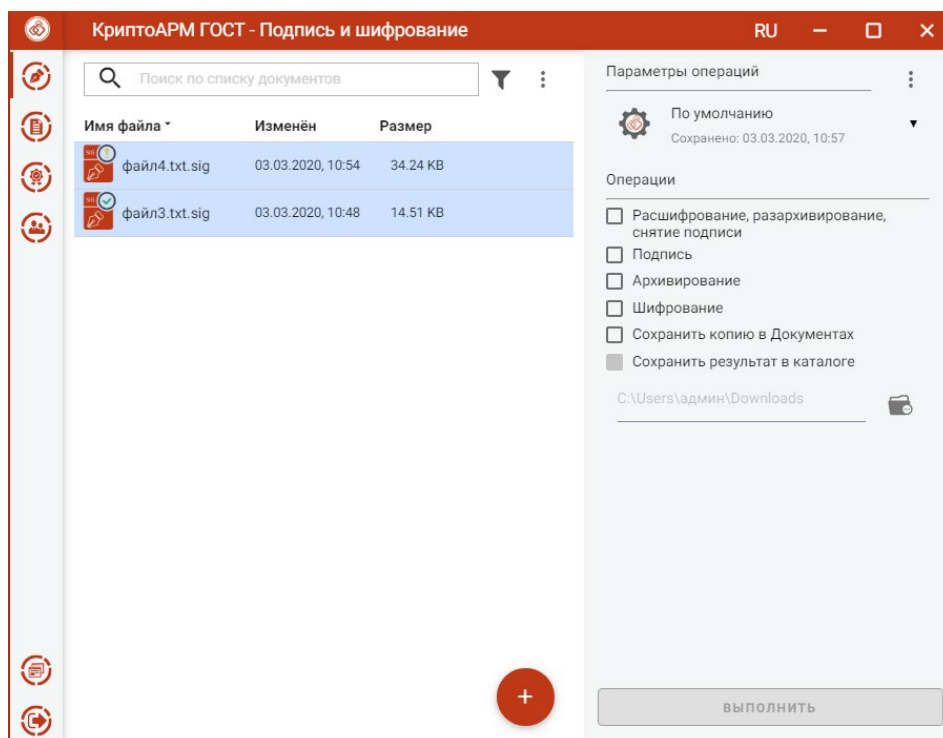 КриптоАРМ ГОСТ - Подпись и шифрование
RU
Поиск по списку документов
Имя файла Изменён Размер
SIG
файл4.txt.sig 03.03.2020, 10:54 34.24 KB
SIG
файл3.txt.sig 03.03.2020, 10:48 14.51 KB
Параметры операций
По умолчанию
Сохранено: 03.03.2020, 10:57
Операции
Расшифрование, разархивирование,
снятие подписи
Подпись
Архивирование
Шифрование
Сохранить копию в Документах
Сохранить результат в каталоге
C:\Users\админ\Downloads
ВЫПОЛНИТЬ